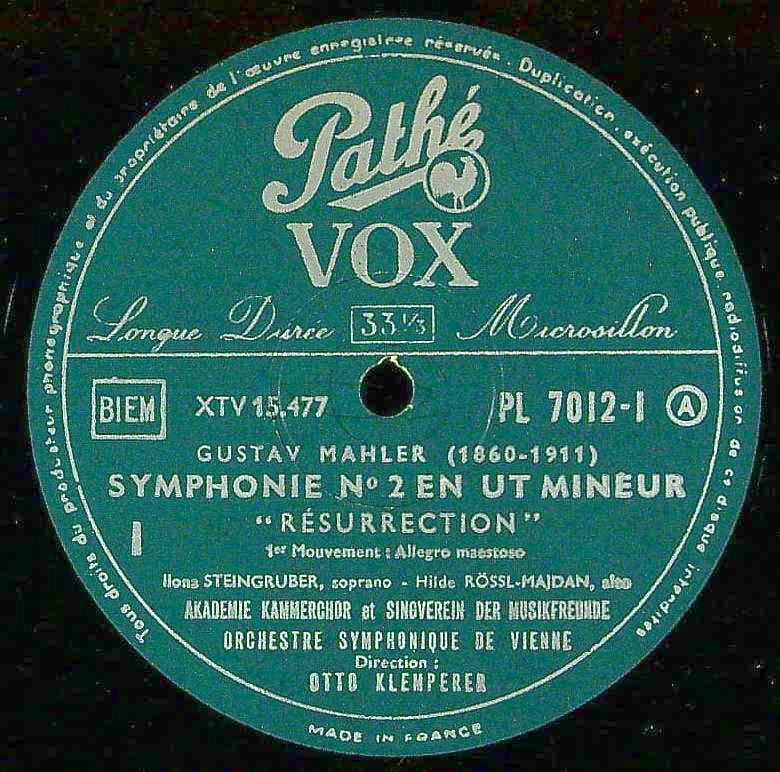 Tous droits du producteur phonographique et du propriétaire de l'œuvre enregistrée réservés. Duplication, exécution publique, radiodiffusion de ce disque interdites
Pathé
VOX
Longue Durée 33 1/3 Microsillon
BIEM XTV 15.477 PL 7012-1 A
GUSTAV MAHLER (1860-1911)
SYMPHONIE Nº 2 EN UT MINEUR
"RÉSURRECTION"
I
1er Mouvement : Allegro maestoso
Ilona STEINGRUBER, soprano - Hilde RÖSSL-MAJDAN, alto
AKADEMIE KAMMERCHOR et SINGVEREIN DER MUSIKFREUNDE
ORCHESTRE SYMPHONIQUE DE VIENNE
Direction :
OTTO KLEMPERER
MADE IN FRANCE